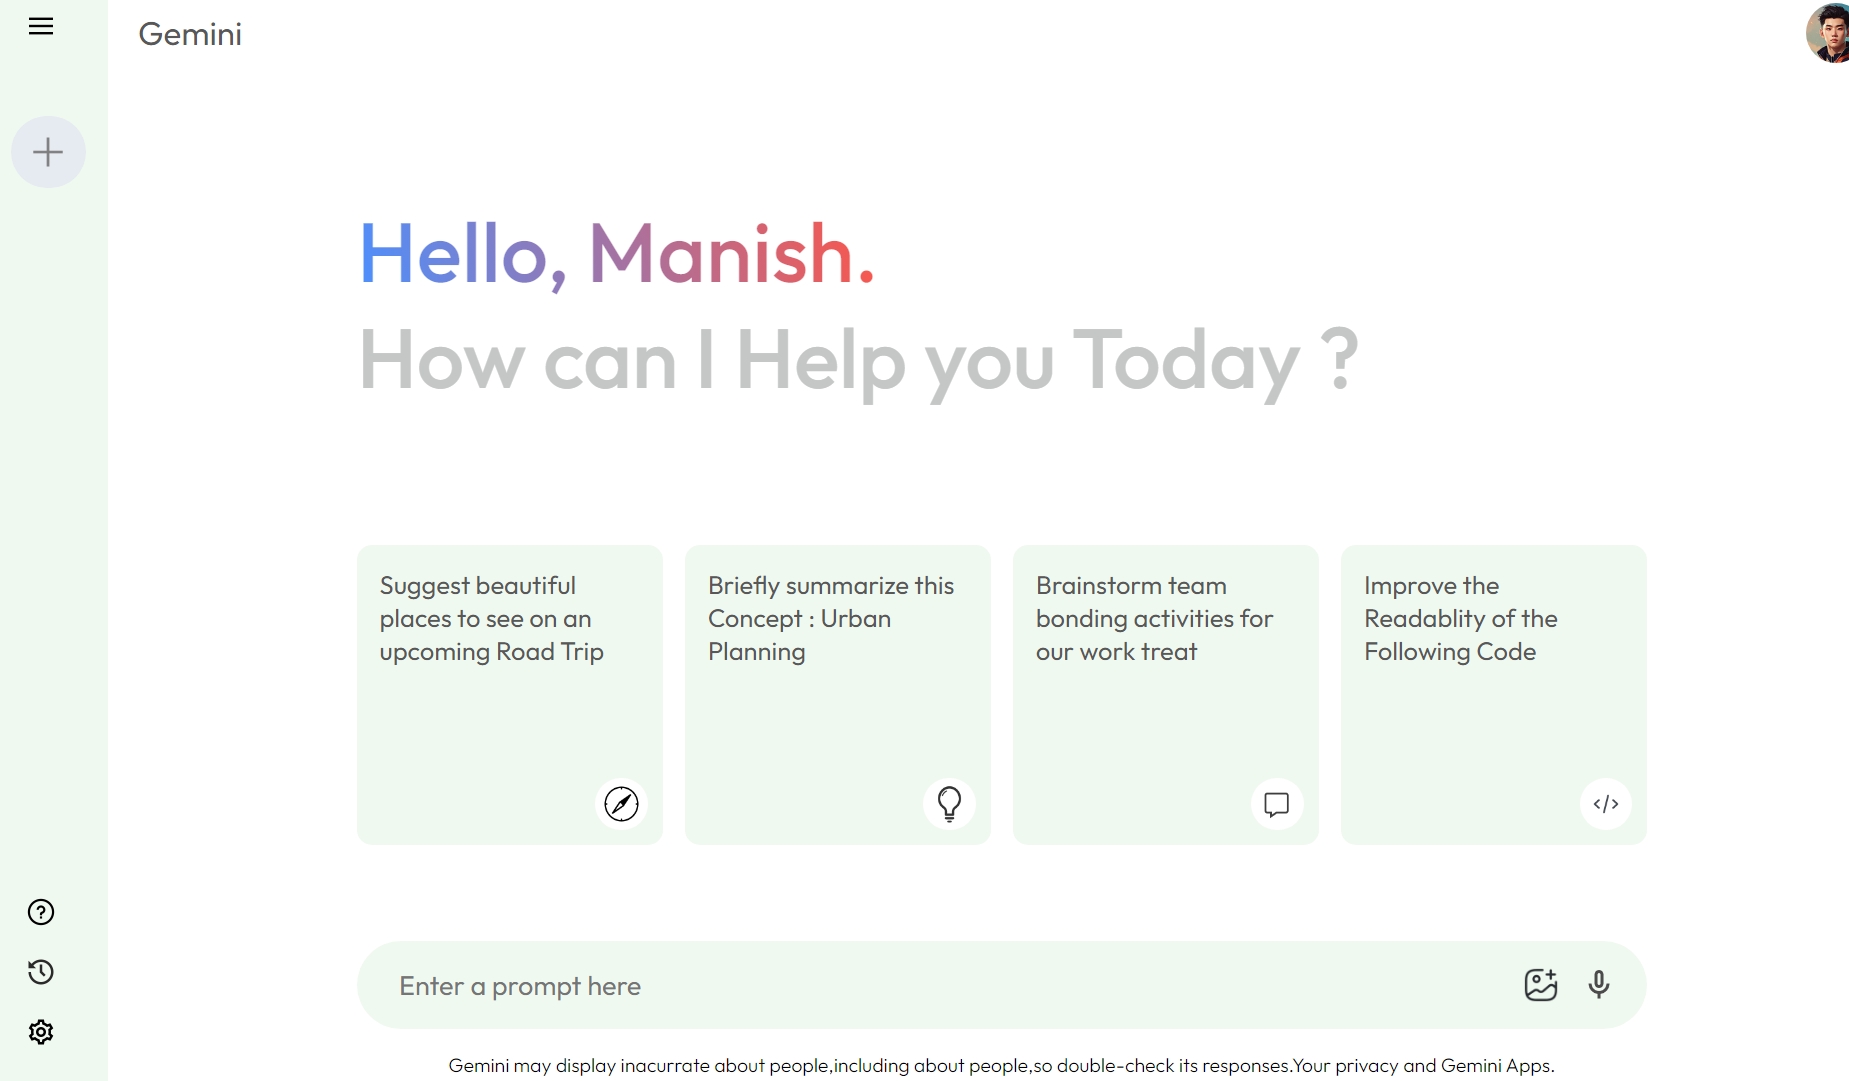 Gemini
Hello, Manish.
How can I Help you Today ?
Suggest beautiful
places to see on an
upcoming Road Trip
Briefly summarize this
Concept : Urban
Planning
Brainstorm team
bonding activities for
our work treat
Improve the
Readablity of the
Following Code
Enter a prompt here
Gemini may display inacurrate about people,including about people,so double-check its responses.Your privacy and Gemini Apps.